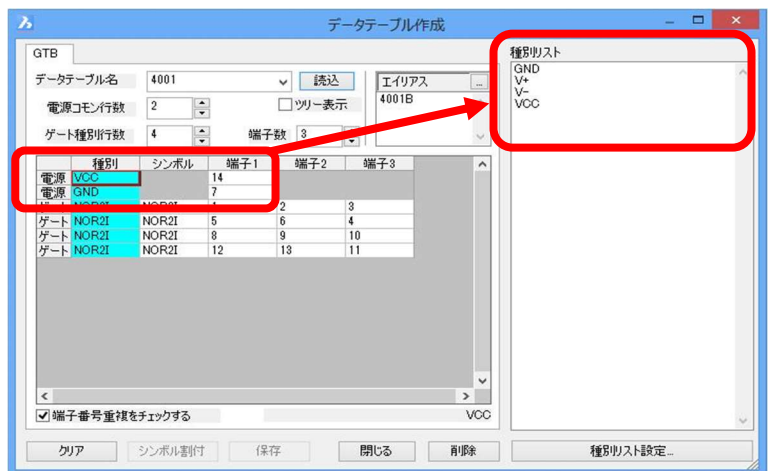 データテーブル作成
GTB
種別リスト
データテーブル名 4001 読込 エイリアス ...
電源コモン行数 2 ツリー表示 4001B
ゲート種別行数 4 端子数 3
GND
V+
V-
VCC
種別 シンボル 端子1 端子2 端子3
電源 VCC 14
電源 GND 7
ゲート NOR2I NOR2I 1 2 3
ゲート NOR2I NOR2I 5 6 4
ゲート NOR2I NOR2I 8 9 10
ゲート NOR2I NOR2I 12 13 11
端子番号重複をチェックする VCC
クリア シンボル割付 保存 閉じる 削除 種別リスト設定...